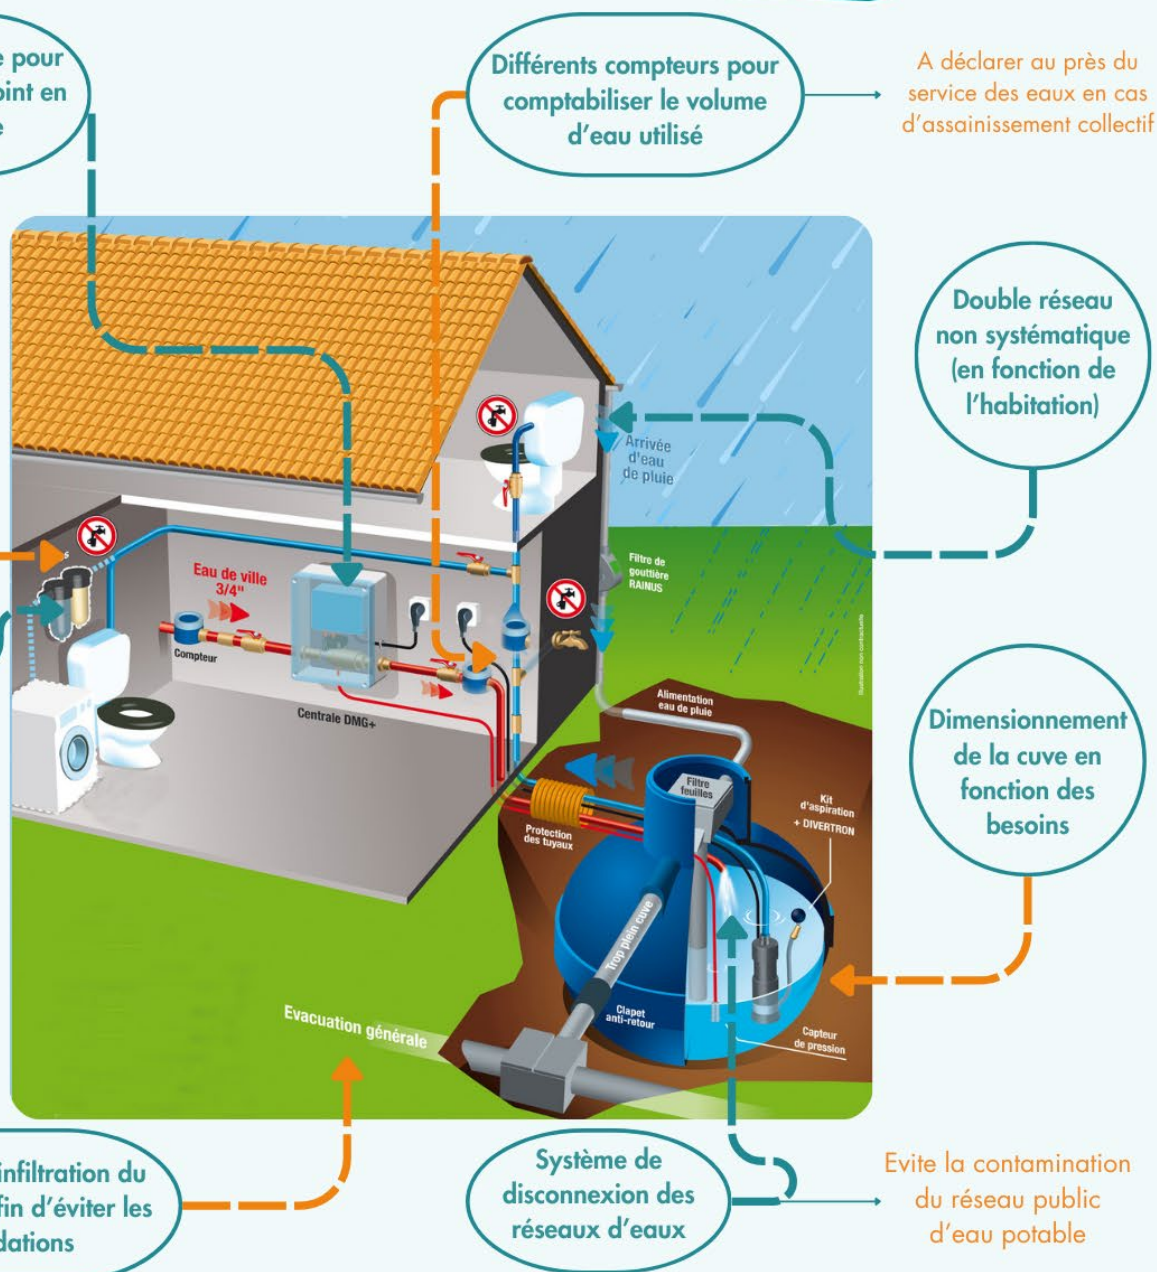 e pour
oint en
e
Différents compteurs pour
comptabiliser le volume
d'eau utilisé
A déclarer au près du
service des eaux en cas
d'assainissement collectif
Double réseau
non systématique
(en fonction de
l'habitation)
Arrivée
d'eau
de pluie
Filtre de
gouttière
RAINUS
Eau de ville
3/4"
Compteur
Centrale DMG+
Illustration non contractuelle
Alimentation
eau de pluie
Dimensionnement
de la cuve en
fonction des
besoins
Filtre
feuilles
Kit
d'aspiration
+ DIVERTRON
Protection
des tuyaux
Trop plein cuve
Clapet
anti-retour
Capteur
de pression
Evacuation générale
infiltration du
fin d'éviter les
dations
Système de
disconnexion des
réseaux d'eaux
Evite la contamination
du réseau public
d'eau potable